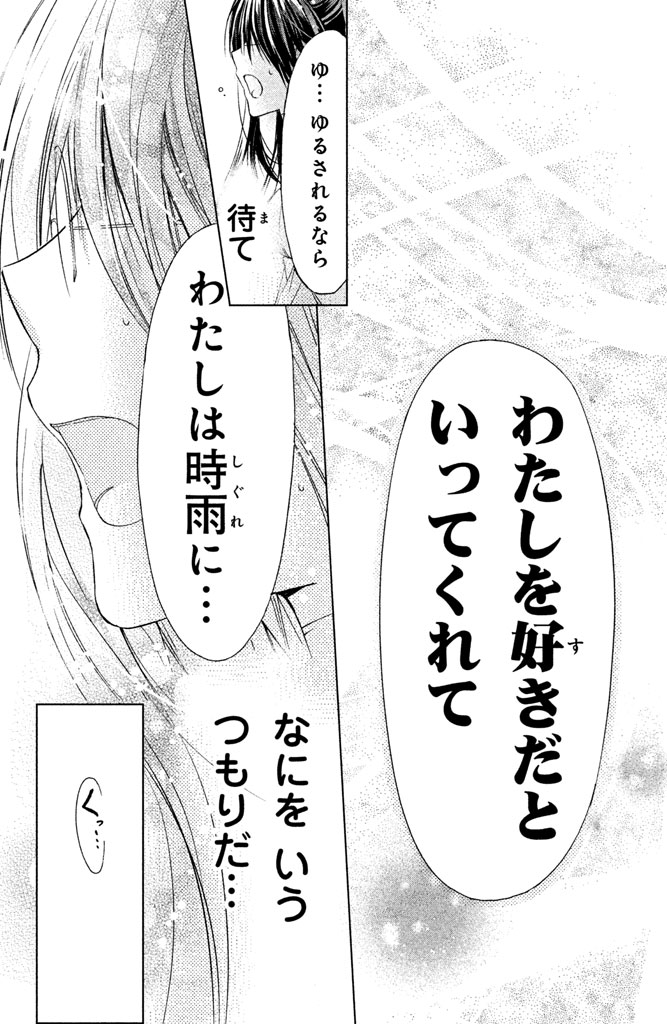 わたしを好きだと
いってくれて
ゆ…ゆるされるなら
待て
わたしは時雨に…
なにを いう
つもりだ…
くっ…